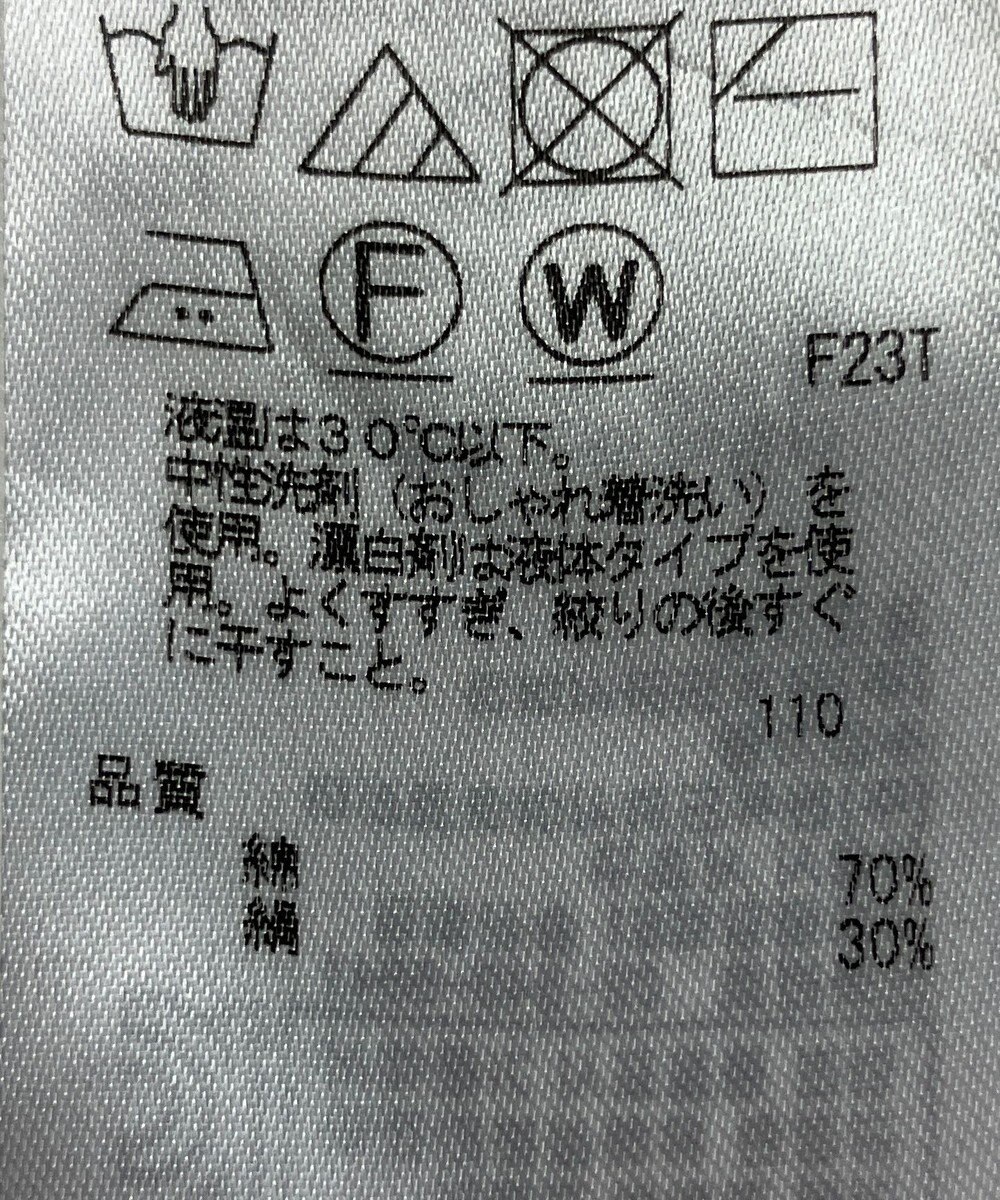 F W
F23T
液温は30℃以下。
中性洗剤（おしゃれ着洗い）を
使用。漂白剤は液体タイプを使
用。よくすすぎ、絞りの後すぐ
に干すこと。
110
品質
綿 70%
絹 30%